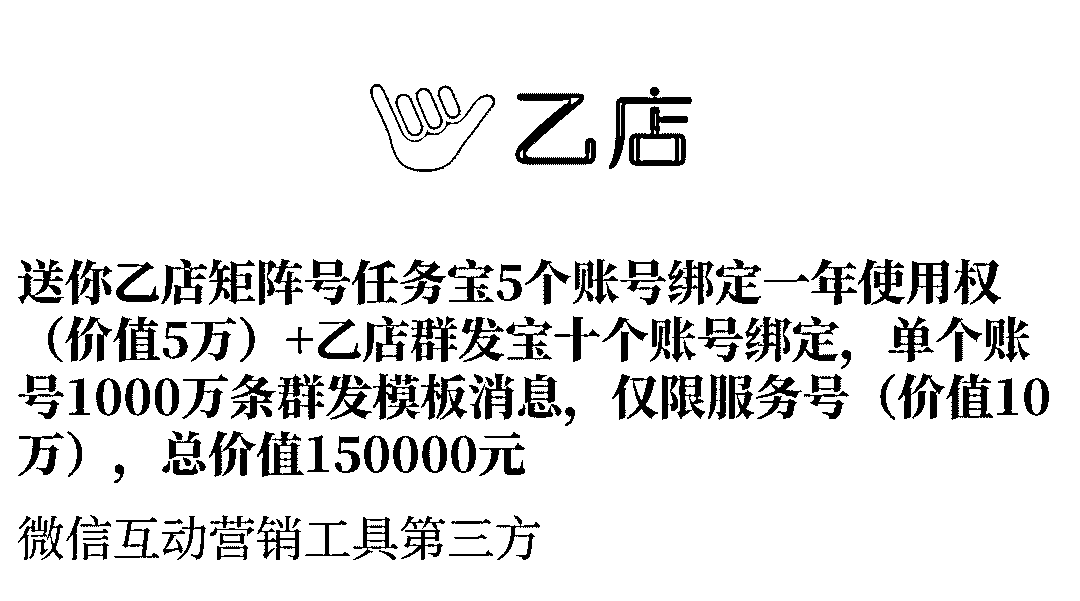 乙店
送你乙店矩阵号任务宝5个账号绑定一年使用权
（价值5万）+乙店群发宝十个账号绑定，单个账
号1000万条群发模板消息，仅限服务号（价值10
万），总价值150000元
微信互动营销工具第三方